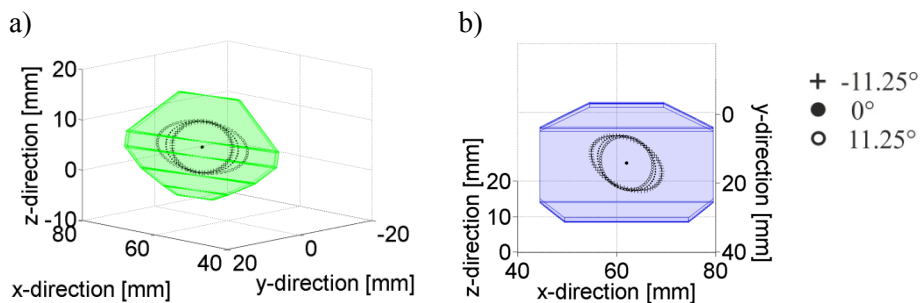 a)
z-direction [mm]
20
10
0
-10
80
60
40
x-direction [mm]
20
0
-20
y-direction [mm]
b)
z-direction [mm]
20
10
0
40
60
80
x-direction [mm]
0
20
40
y-direction [mm]
+ -11.25°
● 0°
o 11.25°